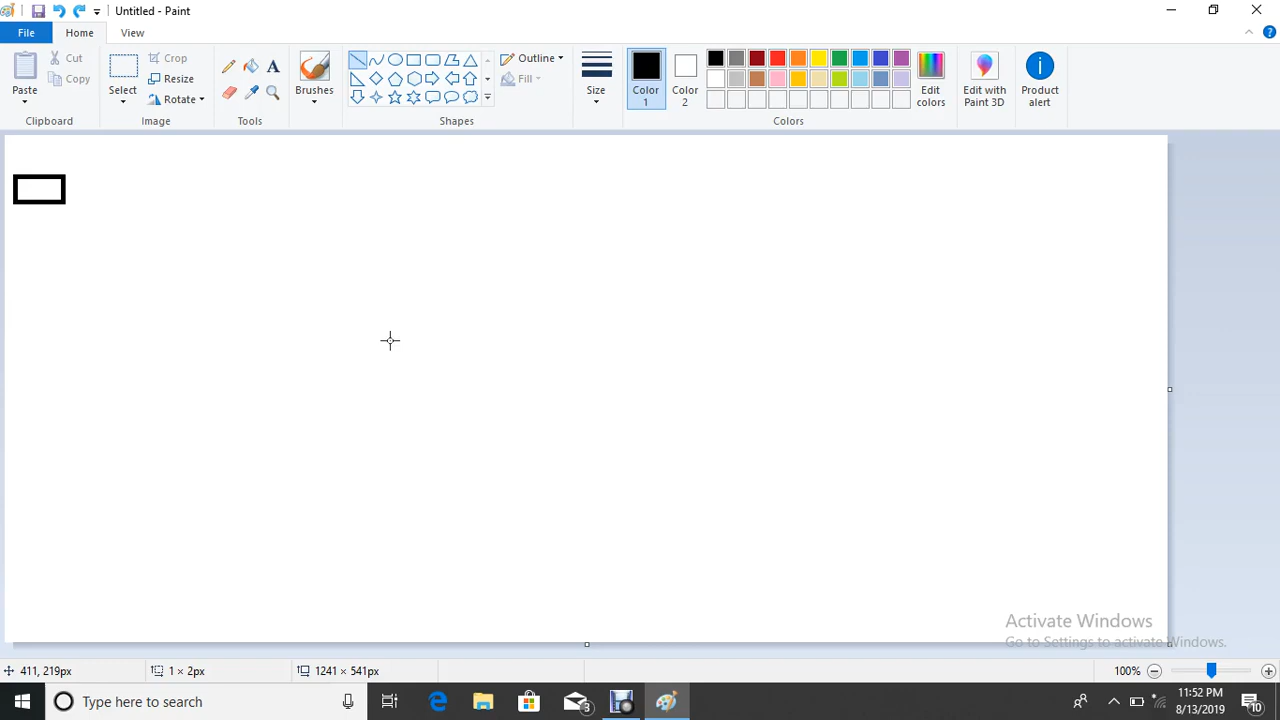 Untitled - Paint
File
Home
View
Paste
Cut
Copy
Clipboard
Select
Crop
Resize
Rotate
Image
Tools
A
Brushes
Shapes
Outline
Fill
Size
Color
1
Color
2
Edit
colors
Colors
Edit with
Paint 3D
Product
alert
Activate Windows
Go to Settings to activate Windows.
411, 219px
1 × 2px
1241 × 541px
100%
Type here to search
3
11:52 PM
8/13/2019
10